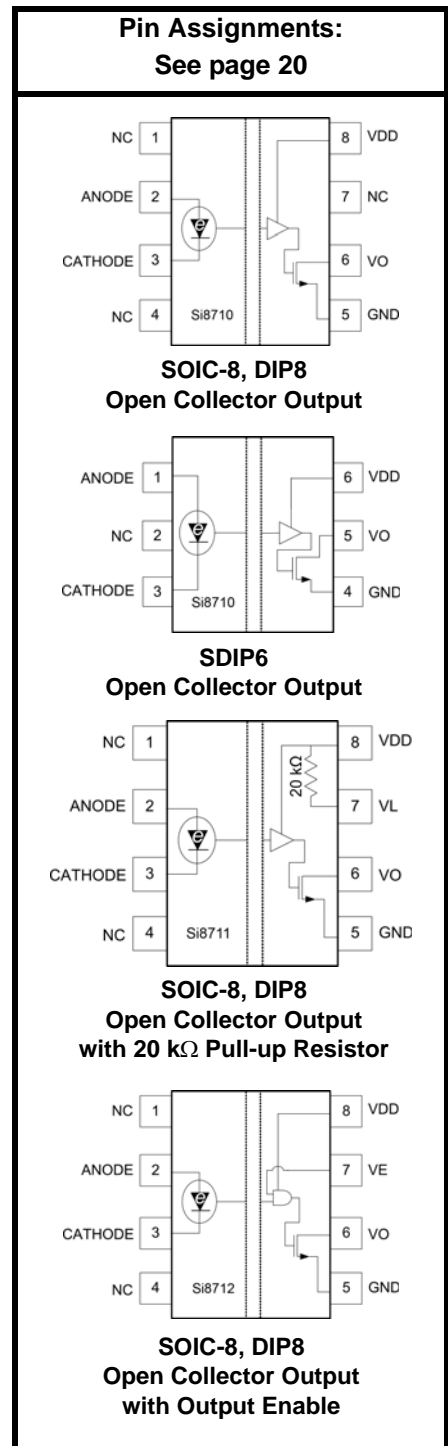 Pin Assignments:
See page 20
NC 1 8 VDD
ANODE 2 e 7 NC
CATHODE 3 6 VO
NC 4 Si8710 5 GND
SOIC-8, DIP8
Open Collector Output
ANODE 1 6 VDD
NC 2 e 5 VO
CATHODE 3 Si8710 4 GND
SDIP6
Open Collector Output
NC 1 8 VDD
20 kΩ
ANODE 2 7 VL
e
CATHODE 3 6 VO
NC 4 Si8711 5 GND
SOIC-8, DIP8
Open Collector Output
with 20 kΩ Pull-up Resistor
NC 1 8 VDD
ANODE 2 7 VE
e
CATHODE 3 6 VO
NC 4 Si8712 5 GND
SOIC-8, DIP8
Open Collector Output
with Output Enable